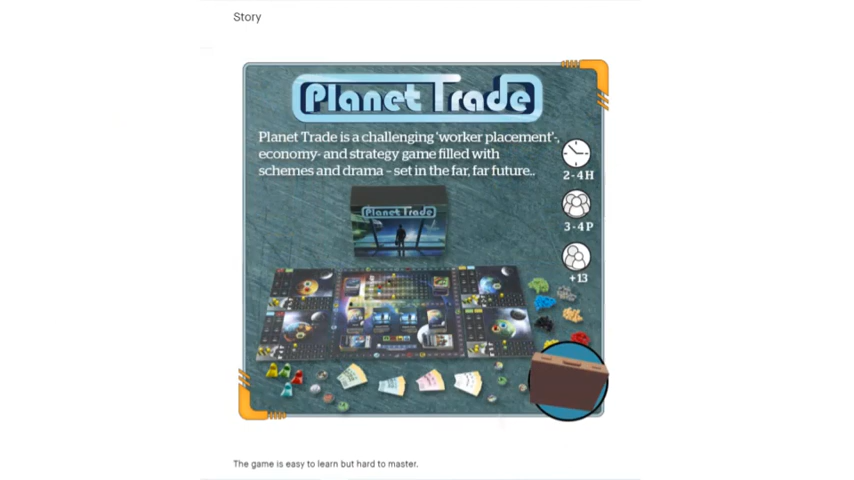 Story
Planet Trade
Planet Trade is a challenging 'worker placement'-,
economy- and strategy game filled with
schemes and drama – set in the far, far future..
2-4H
3-4P
+13
Planet Trade
The game is easy to learn but hard to master.